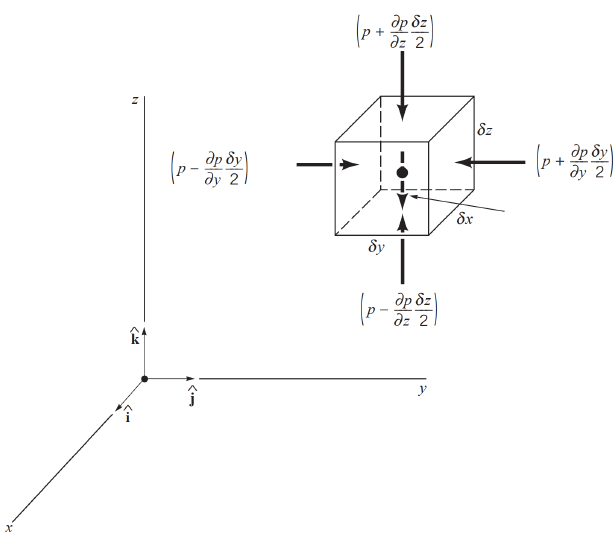 (p + ∂p/∂z δz/2)
z
δz
(p − ∂p/∂y δy/2)
(p + ∂p/∂y δy/2)
δx
δy
(p − ∂p/∂z δz/2)
k̂
ĵ
y
î
x